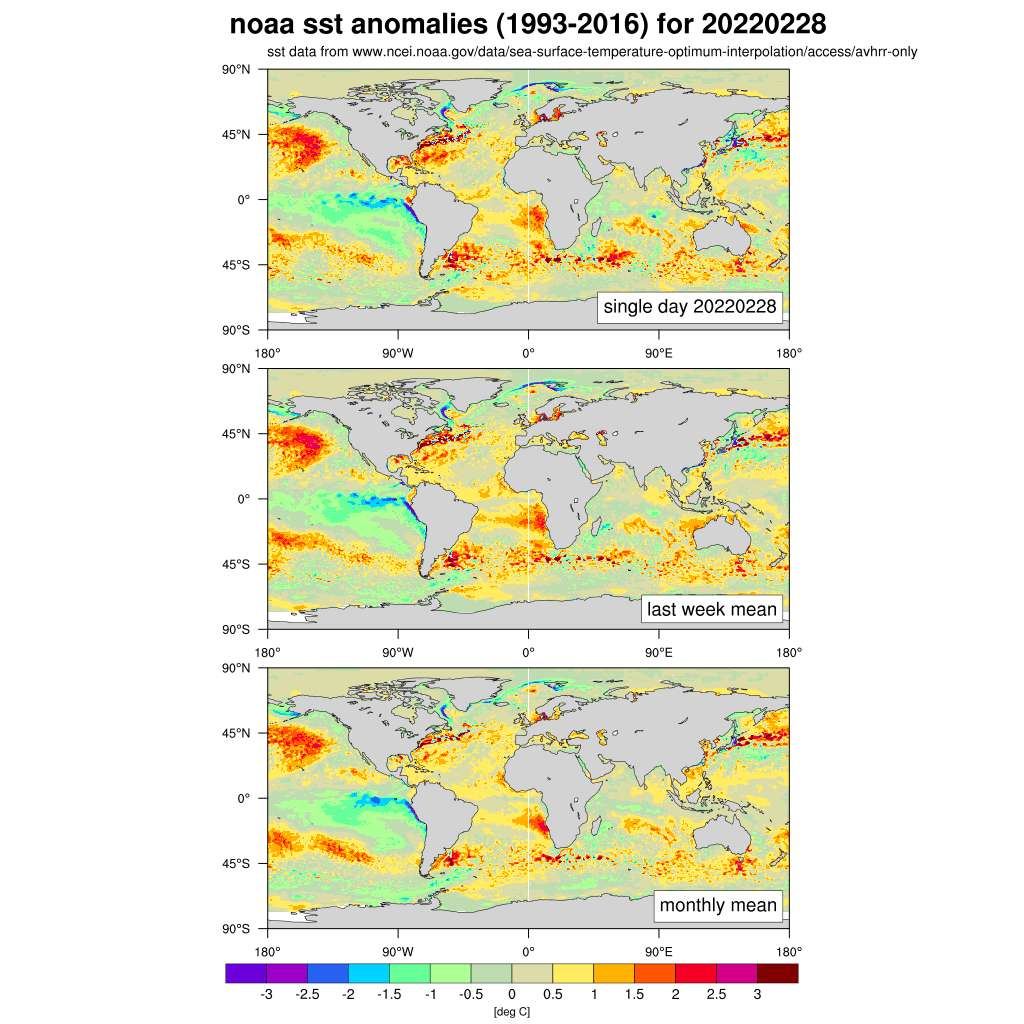 noaa sst anomalies (1993-2016) for 20220228
sst data from www.ncei.noaa.gov/data/sea-surface-temperature-optimum-interpolation/access/avhrr-only
90°N
45°N
0°
45°S
90°S
single day 20220228
180° 90°W 0° 90°E 180°
90°N
45°N
0°
45°S
90°S
last week mean
180° 90°W 0° 90°E 180°
90°N
45°N
0°
45°S
90°S
monthly mean
180° 90°W 0° 90°E 180°
-3 -2.5 -2 -1.5 -1 -0.5 0 0.5 1 1.5 2 2.5 3
[deg C]